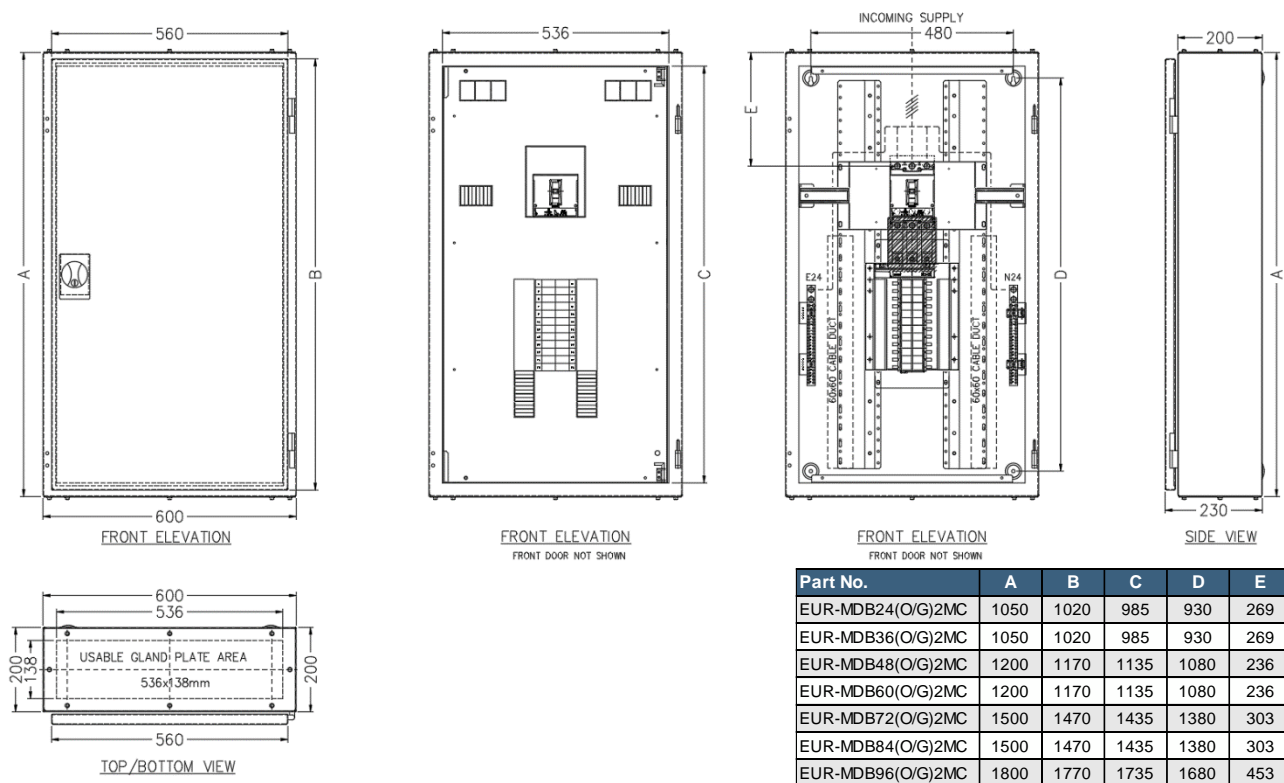 560
A
B
600
FRONT ELEVATION
536
C
FRONT ELEVATION
FRONT DOOR NOT SHOWN
INCOMING SUPPLY
480
E
E24
N24
60x60 CABLE DUCT
60x60 CABLE DUCT
D
FRONT ELEVATION
FRONT DOOR NOT SHOWN
200
A
230
SIDE VIEW
600
536
200
138
USABLE GLAND PLATE AREA
536x138mm
200
560
TOP/BOTTOM VIEW
Part No. A B C D E
EUR-MDB24(O/G)2MC 1050 1020 985 930 269
EUR-MDB36(O/G)2MC 1050 1020 985 930 269
EUR-MDB48(O/G)2MC 1200 1170 1135 1080 236
EUR-MDB60(O/G)2MC 1200 1170 1135 1080 236
EUR-MDB72(O/G)2MC 1500 1470 1435 1380 303
EUR-MDB84(O/G)2MC 1500 1470 1435 1380 303
EUR-MDB96(O/G)2MC 1800 1770 1735 1680 453